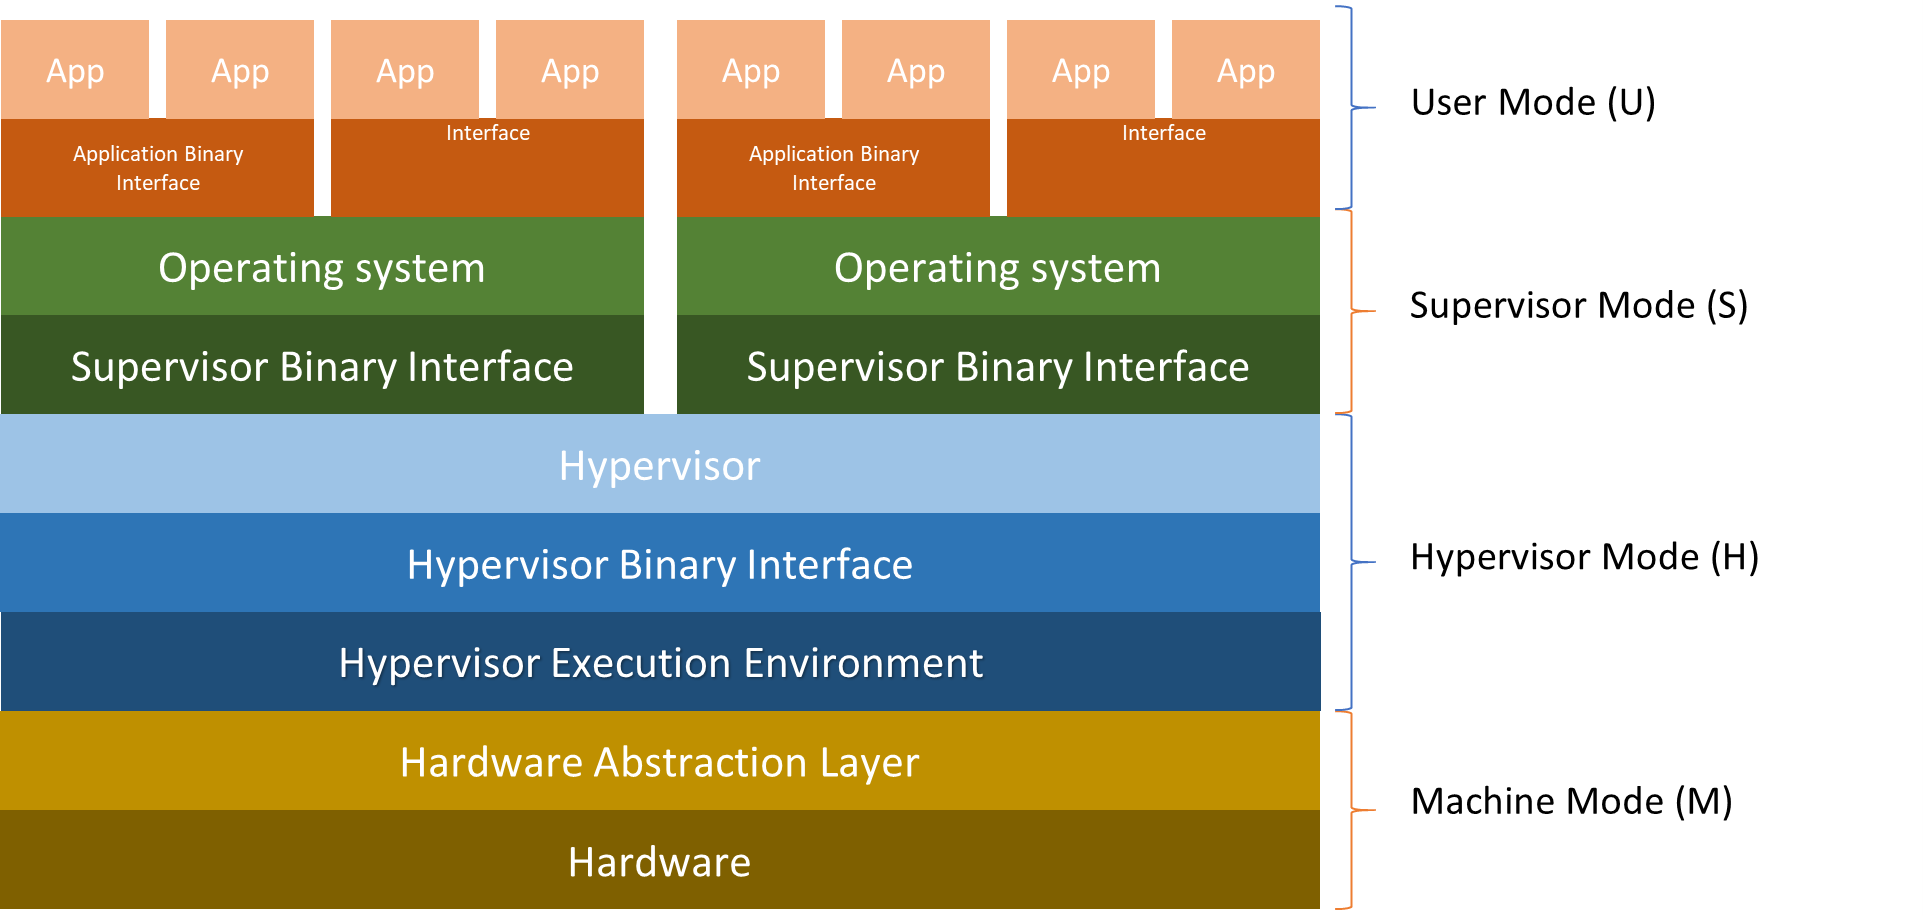 App App App App App App App App
Application Binary
Interface
Interface
Application Binary
Interface
Interface
User Mode (U)
Operating system Operating system
Supervisor Binary Interface Supervisor Binary Interface
Supervisor Mode (S)
Hypervisor
Hypervisor Binary Interface
Hypervisor Execution Environment
Hypervisor Mode (H)
Hardware Abstraction Layer
Hardware
Machine Mode (M)